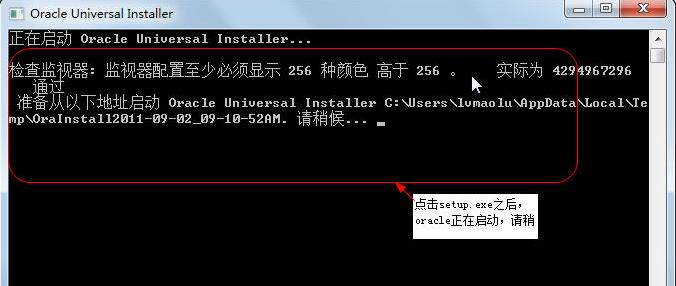 Oracle Universal Installer
正在启动 Oracle Universal Installer...
检查监视器: 监视器配置至少必须显示 256 种颜色 高于 256 。 实际为 4294967296
通过
准备从以下地址启动 Oracle Universal Installer C:\Users\lvmaolu\AppData\Local\Te
mp\OraInstall2011-09-02_09-10-52AM. 请稍候...
点击setup.exe之后，
oracle正在启动，请稍